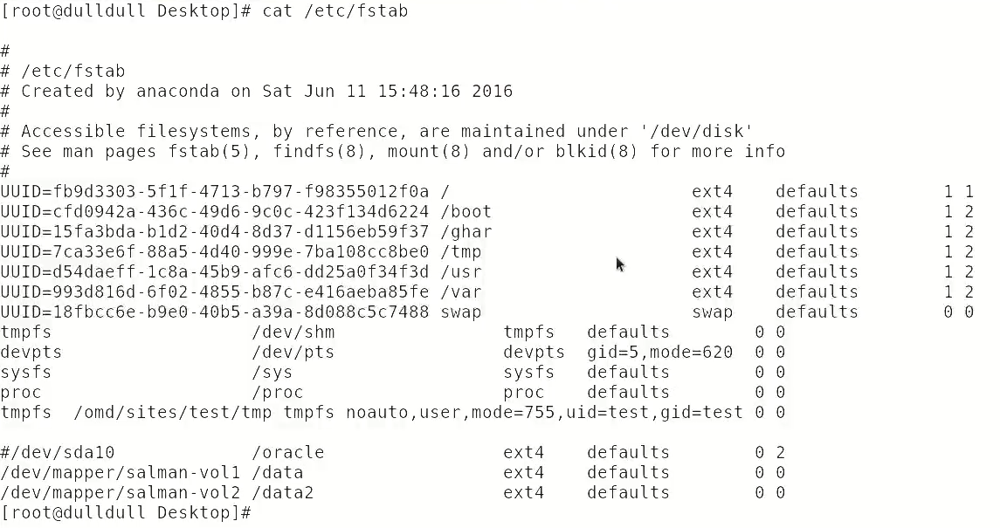 [root@dulldull Desktop]# cat /etc/fstab
#
# /etc/fstab
# Created by anaconda on Sat Jun 11 15:48:16 2016
#
# Accessible filesystems, by reference, are maintained under '/dev/disk'
# See man pages fstab(5), findfs(8), mount(8) and/or blkid(8) for more info
#
UUID=fb9d3303-5f1f-4713-b797-f98355012f0a / ext4 defaults 1 1
UUID=cfd0942a-436c-49d6-9c0c-423f134d6224 /boot ext4 defaults 1 2
UUID=15fa3bda-b1d2-40d4-8d37-d1156eb59f37 /ghar ext4 defaults 1 2
UUID=7ca33e6f-88a5-4d40-999e-7ba108cc8be0 /tmp ext4 defaults 1 2
UUID=d54daeff-1c8a-45b9-afc6-dd25a0f34f3d /usr ext4 defaults 1 2
UUID=993d816d-6f02-4855-b87c-e416aeba85fe /var ext4 defaults 1 2
UUID=18fbcc6e-b9e0-40b5-a39a-8d088c5c7488 swap swap defaults 0 0
tmpfs /dev/shm tmpfs defaults 0 0
devpts /dev/pts devpts gid=5,mode=620 0 0
sysfs /sys sysfs defaults 0 0
proc /proc proc defaults 0 0
tmpfs /omd/sites/test/tmp tmpfs noauto,user,mode=755,uid=test,gid=test 0 0
#/dev/sda10 /oracle ext4 defaults 0 2
/dev/mapper/salman-vol1 /data ext4 defaults 0 0
/dev/mapper/salman-vol2 /data2 ext4 defaults 0 0
[root@dulldull Desktop]#